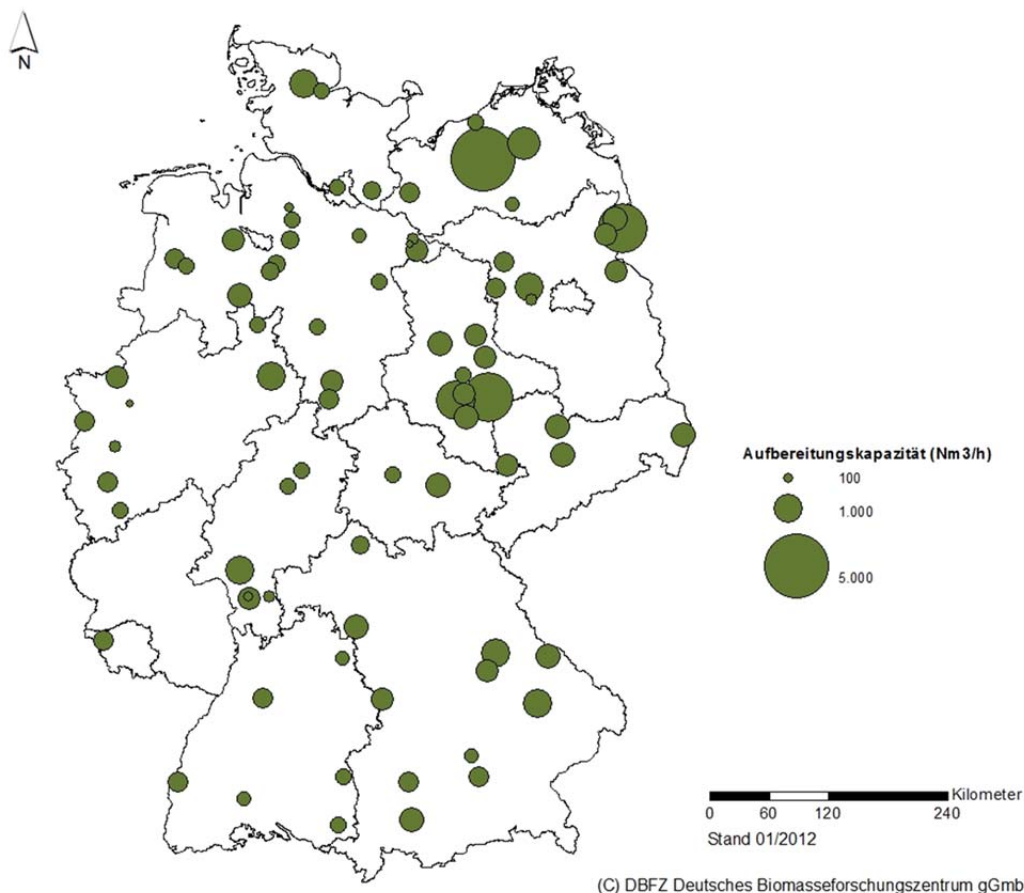 N
Aufbereitungskapazität (Nm3/h)
100
1.000
5.000
Kilometer
0 60 120 240
Stand 01/2012
(C) DBFZ Deutsches Biomasseforschungszentrum gGmb